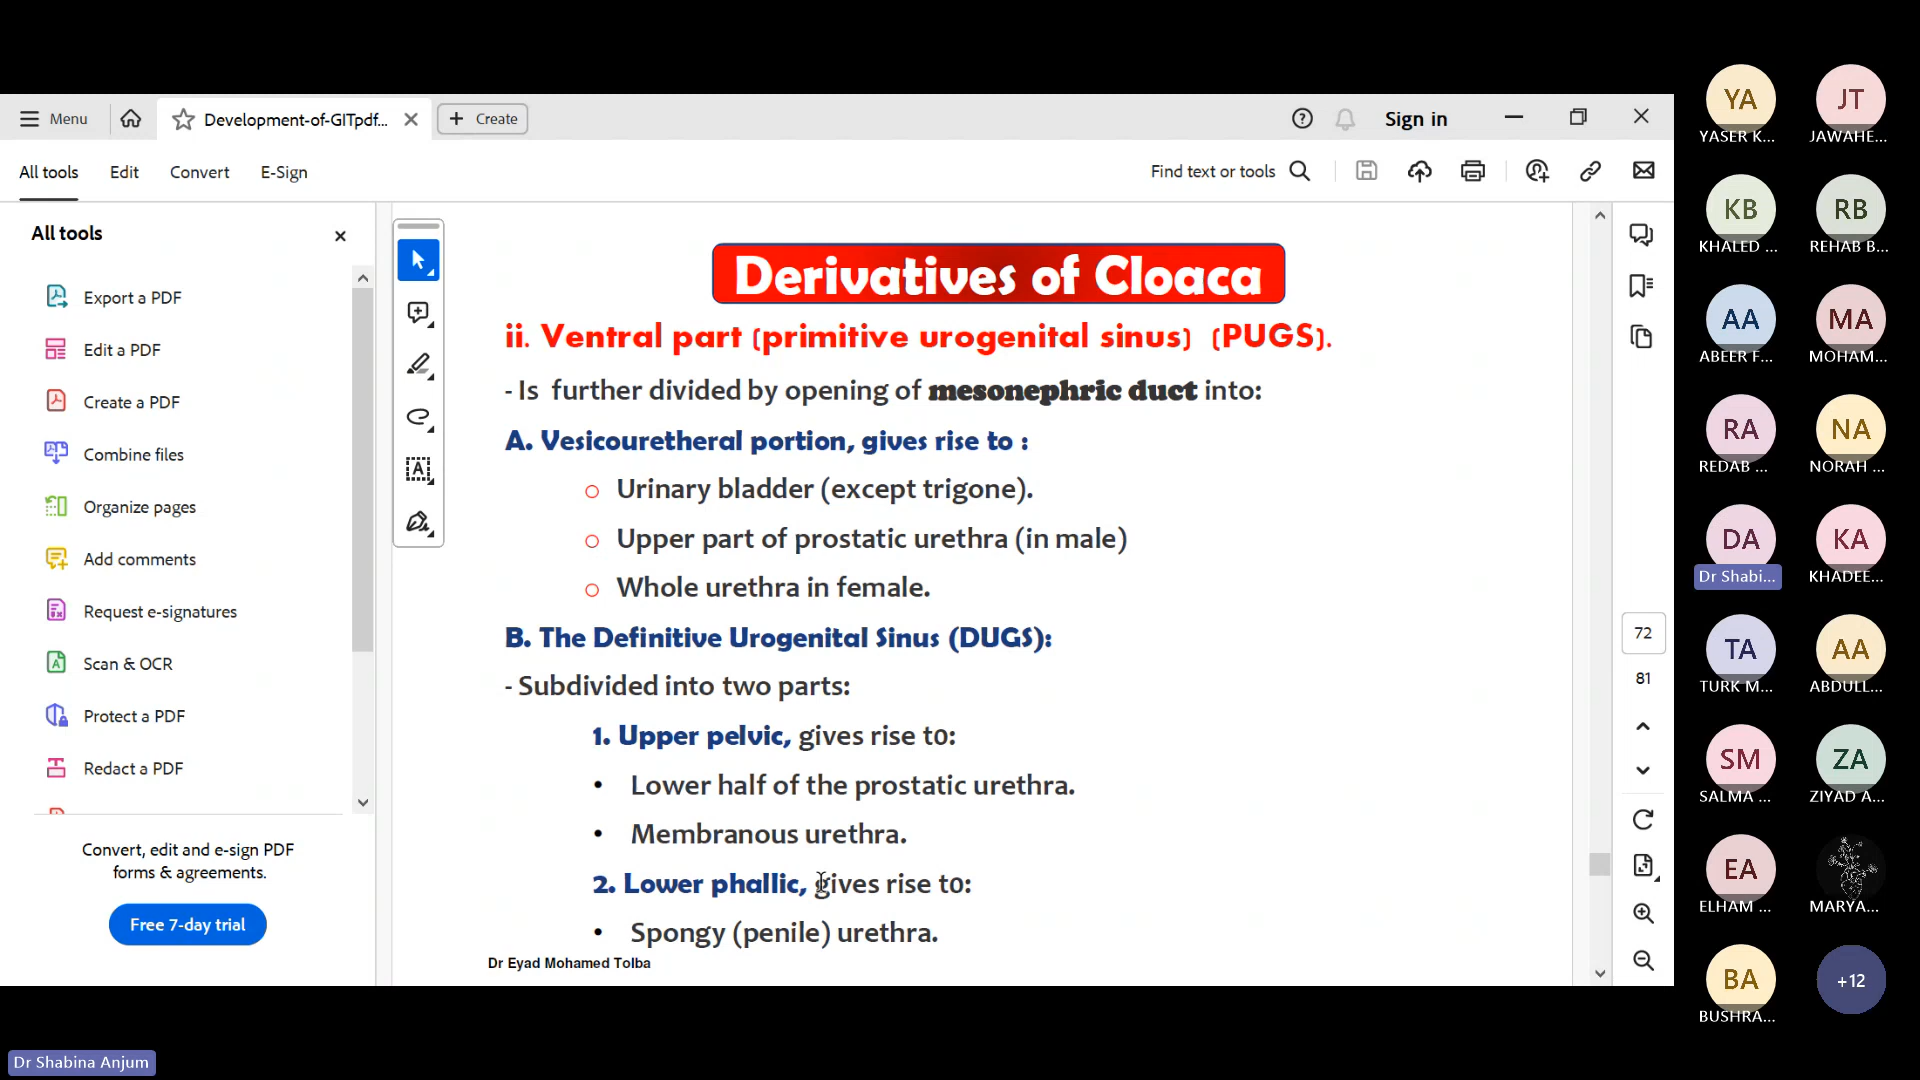 Menu
Development-of-GITpdf...
Create
Sign in
All tools
Edit
Convert
E-Sign
Find text or tools
All tools
Export a PDF
Edit a PDF
Create a PDF
Combine files
Organize pages
Add comments
Request e-signatures
Scan & OCR
Protect a PDF
Redact a PDF
Convert, edit and e-sign PDF
forms & agreements.
Free 7-day trial
Derivatives of Cloaca
ii. Ventral part (primitive urogenital sinus) (PUGS).
- Is further divided by opening of mesonephric duct into:
A. Vesicouretheral portion, gives rise to :
o Urinary bladder (except trigone).
o Upper part of prostatic urethra (in male)
o Whole urethra in female.
B. The Definitive Urogenital Sinus (DUGS):
- Subdivided into two parts:
1. Upper pelvic, gives rise to:
• Lower half of the prostatic urethra.
• Membranous urethra.
2. Lower phallic, gives rise to:
• Spongy (penile) urethra.
Dr Eyad Mohamed Tolba
72
81
YA JT
YASER K... JAWAHE...
KB RB
KHALED ... REHAB B...
AA MA
ABEER F... MOHAM...
RA NA
REDAB ... NORAH ...
DA KA
Dr Shabi... KHADEE...
TA AA
TURK M... ABDULL...
SM ZA
SALMA ... ZIYAD A...
EA
ELHAM ... MARYA...
BA +12
BUSHRA...
Dr Shabina Anjum